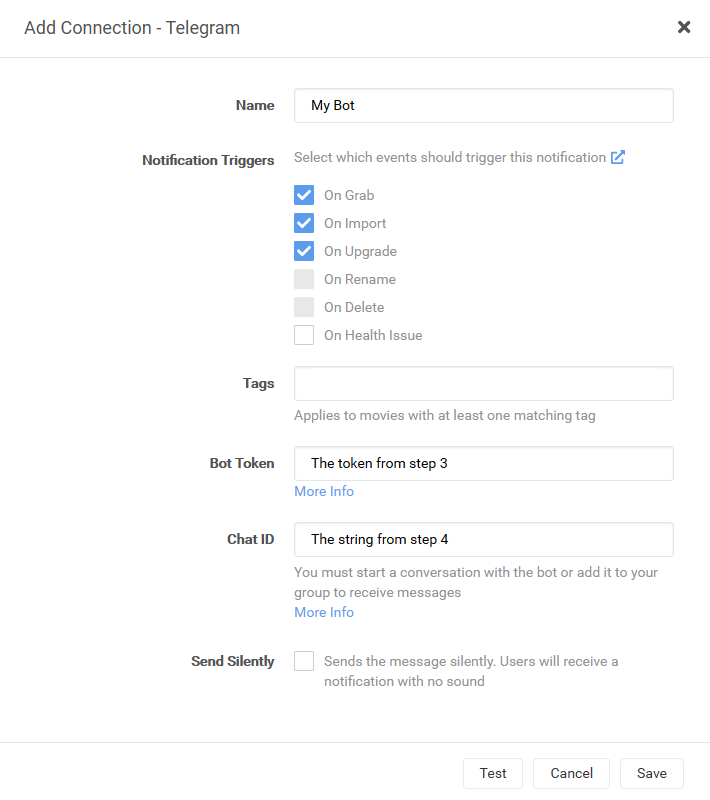 Add Connection - Telegram
Name
My Bot
Notification Triggers
Select which events should trigger this notification
On Grab
On Import
On Upgrade
On Rename
On Delete
On Health Issue
Tags
Applies to movies with at least one matching tag
Bot Token
The token from step 3
More Info
Chat ID
The string from step 4
You must start a conversation with the bot or add it to your
group to receive messages
More Info
Send Silently
Sends the message silently. Users will receive a
notification with no sound
Test
Cancel
Save